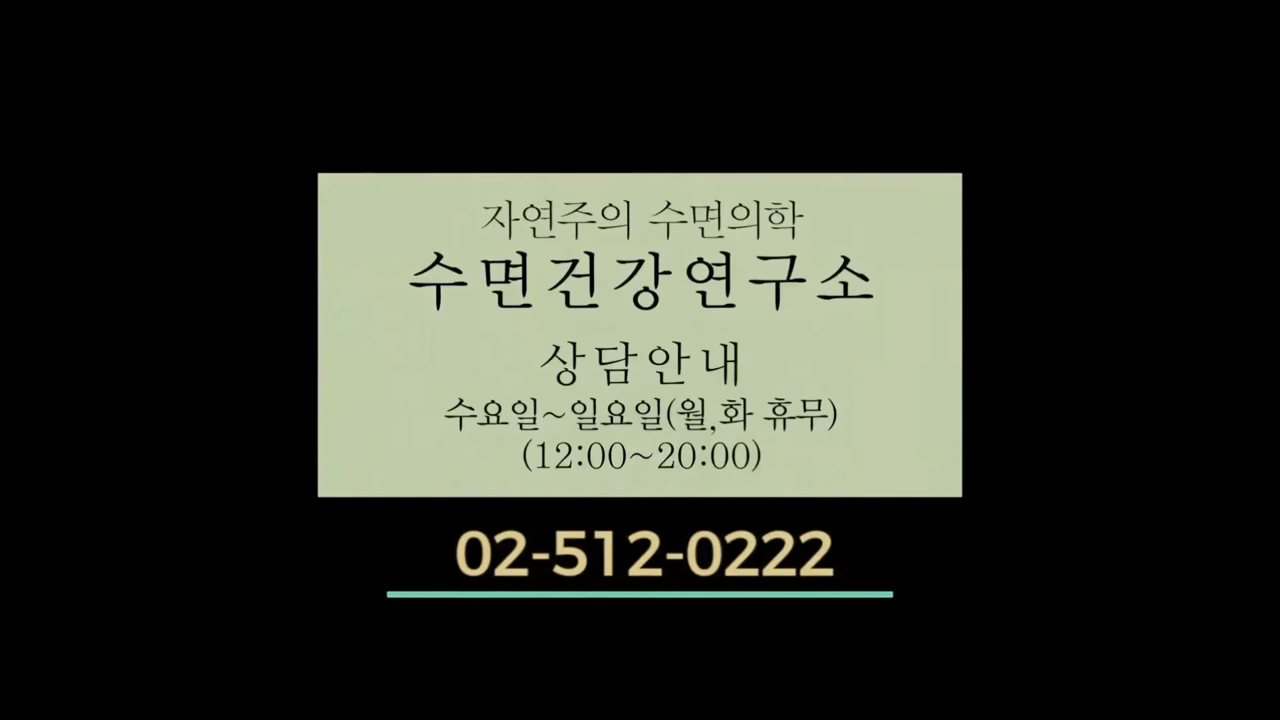 자연주의 수면의학
수면건강연구소
상담안내
수요일~일요일(월,화 휴무)
(12:00~20:00)
02-512-0222